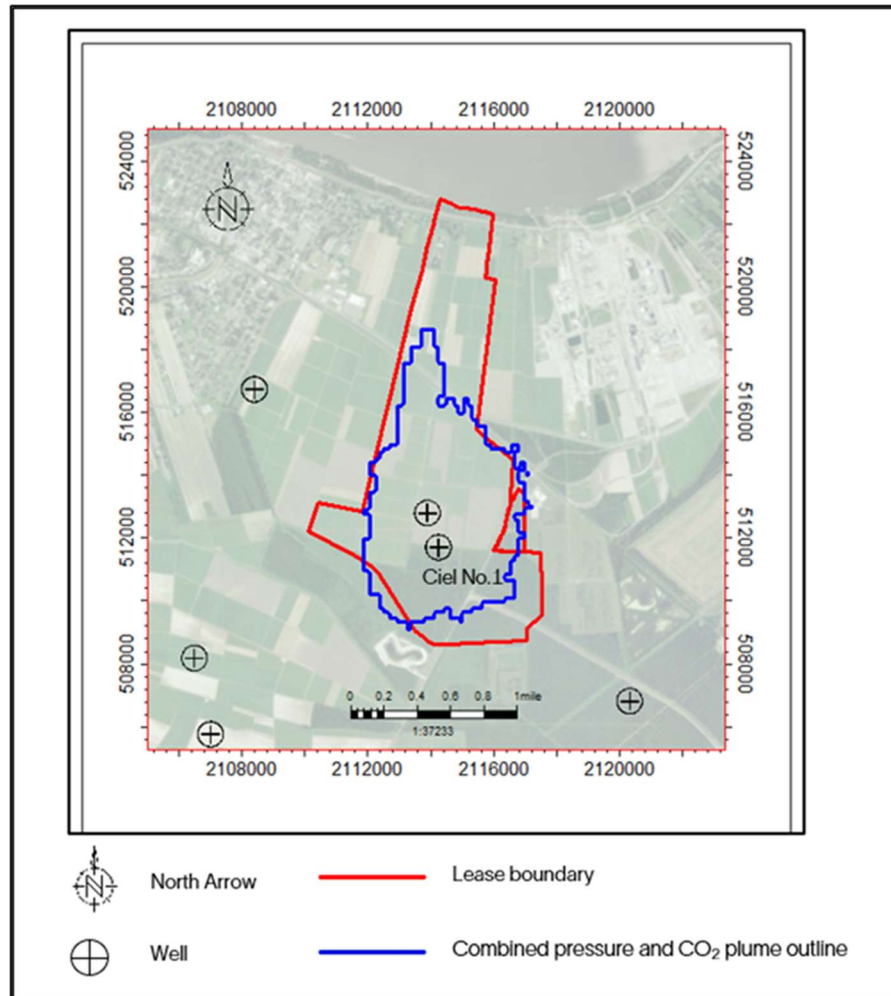 2108000 2112000 2116000 2120000
524000 524000
N
520000 520000
516000 516000
512000 512000
Ciel No.1
508000 508000
0 0.2 0.4 0.6 0.8 1mile
1:37233
2108000 2112000 2116000 2120000
N North Arrow Lease boundary
Well Combined pressure and CO₂ plume outline